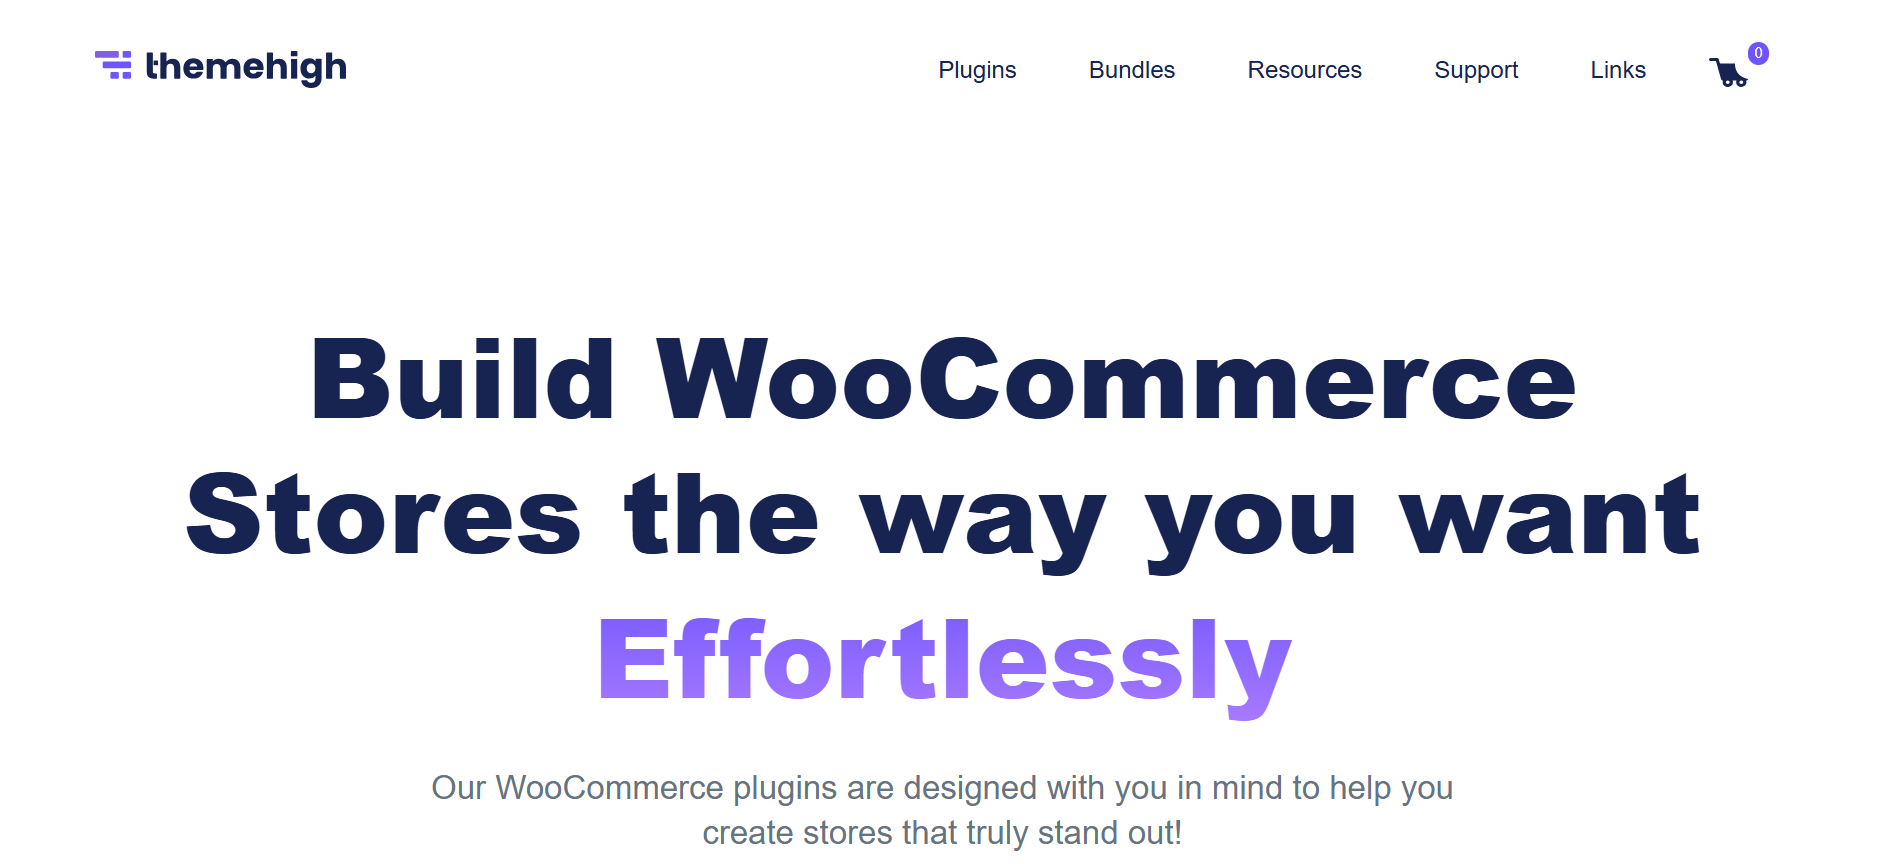 themehigh
Plugins Bundles Resources Support Links 0
Build WooCommerce
Stores the way you want
Effortlessly
Our WooCommerce plugins are designed with you in mind to help you
create stores that truly stand out!